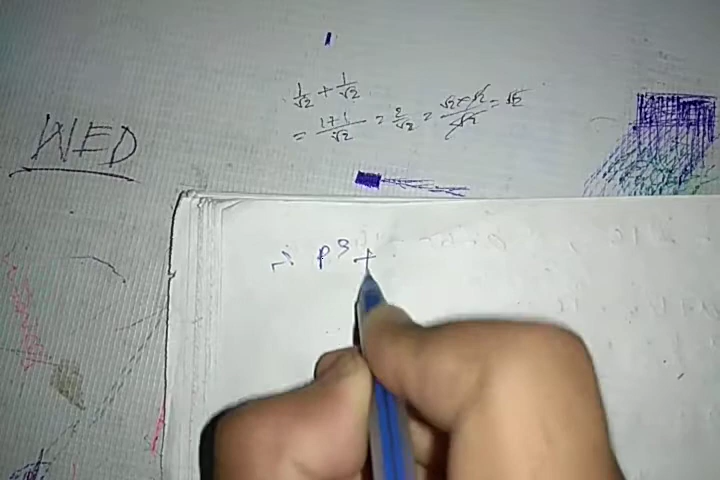 1/√2 + 1/√2
= 1+1/√2 = 2/√2 = √2×√2/√2 = √2
WED
∴ p³ +